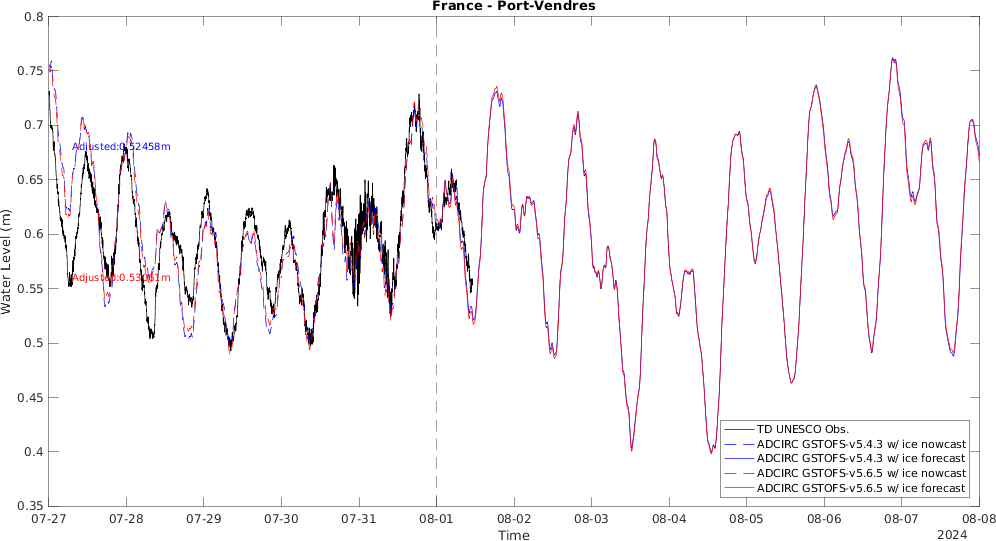 France - Port-Vendres
0.8
0.75
0.7
0.65
0.6
0.55
0.5
0.45
0.4
0.35
Water Level (m)
Adjusted:0.52458m
Adjusted:0.53061m
TD UNESCO Obs.
ADCIRC GSTOFS-v5.4.3 w/ ice nowcast
ADCIRC GSTOFS-v5.4.3 w/ ice forecast
ADCIRC GSTOFS-v5.6.5 w/ ice nowcast
ADCIRC GSTOFS-v5.6.5 w/ ice forecast
07-27 07-28 07-29 07-30 07-31 08-01 08-02 08-03 08-04 08-05 08-06 08-07 08-08
Time
2024